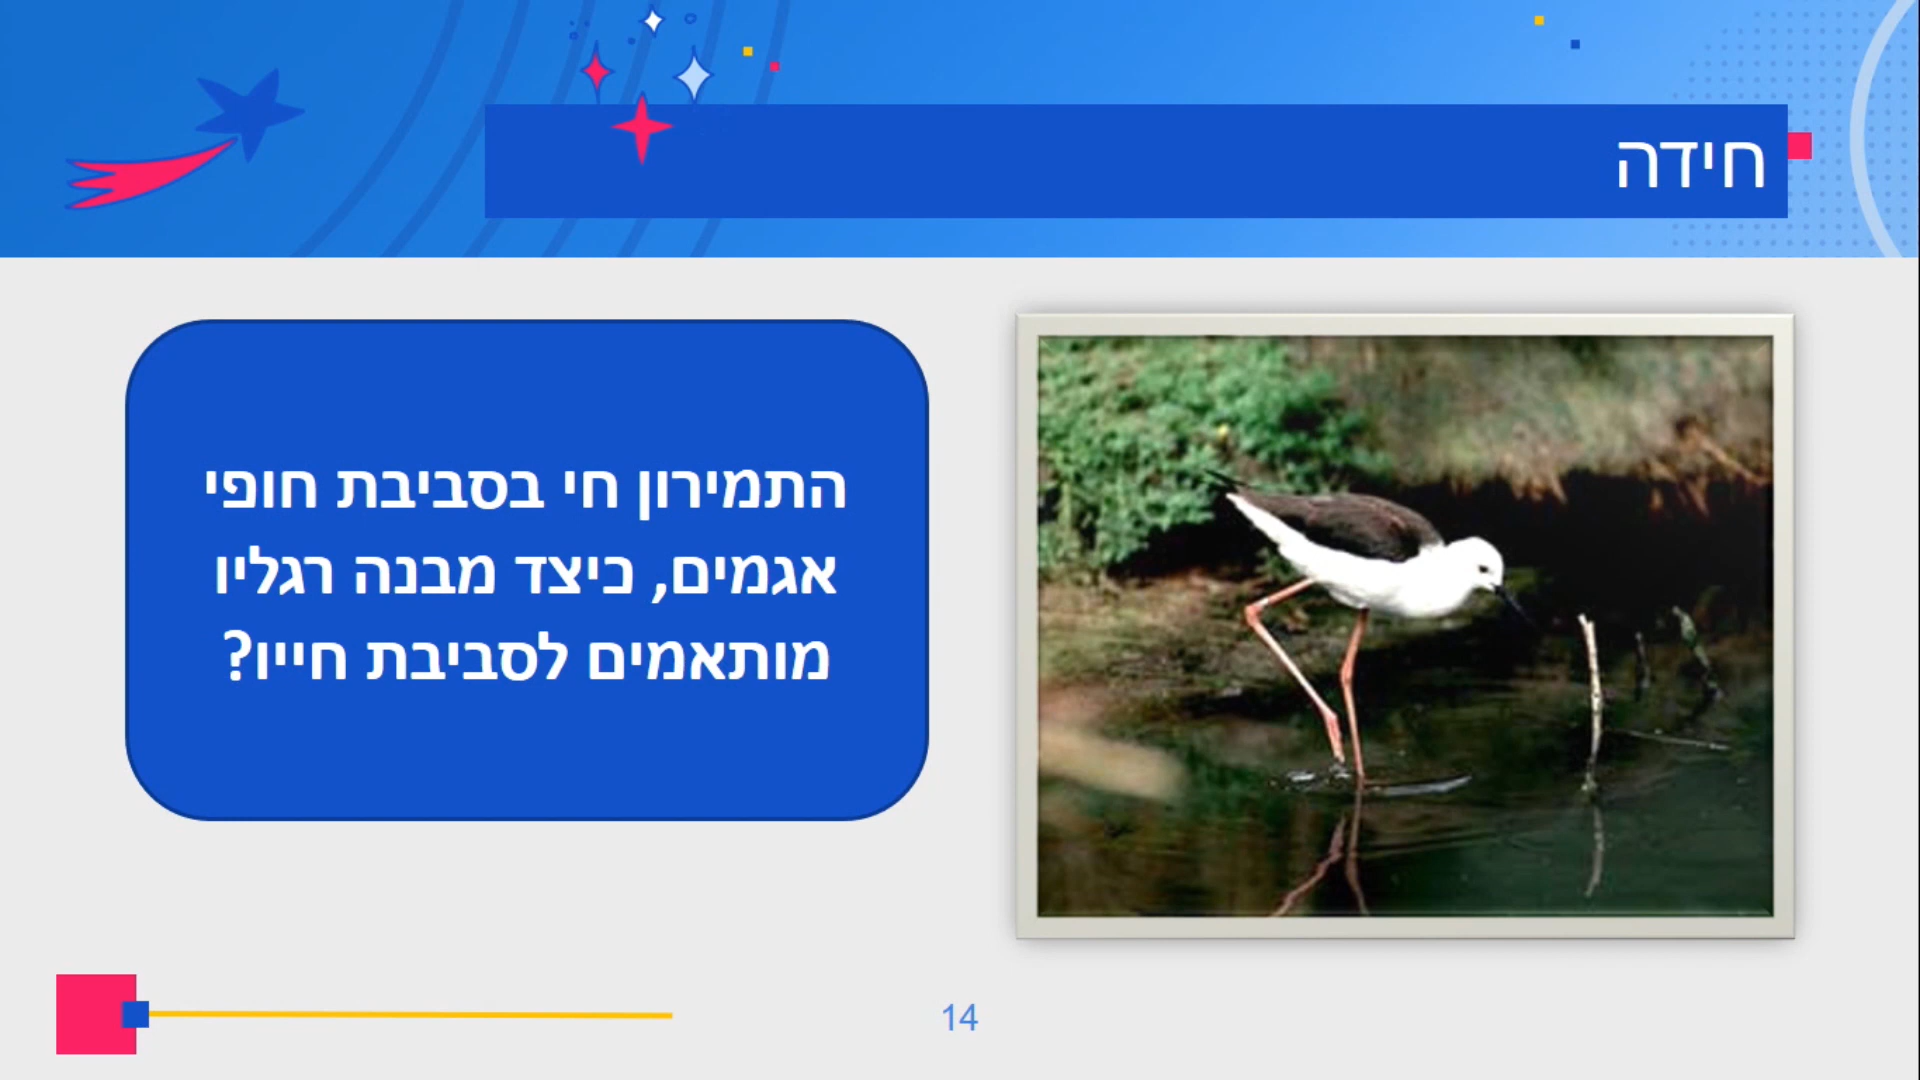 חידה
התמירון חי בסביבת חופי
אגמים, כיצד מבנה רגליו
מותאמים לסביבת חייו?
14